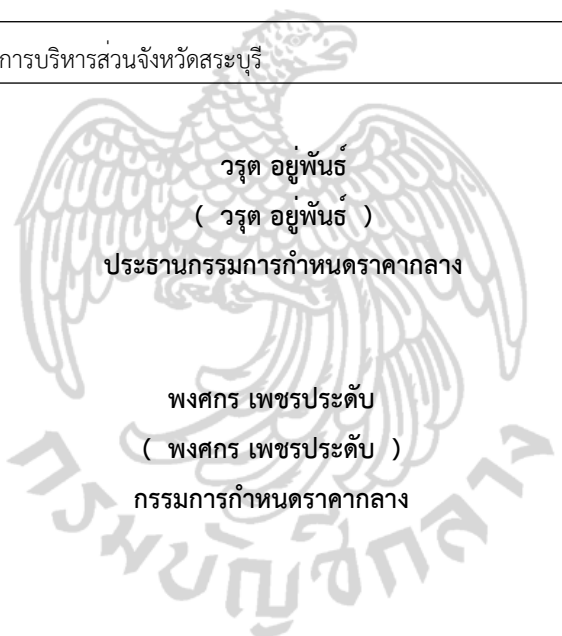 การบริหารส่วนจังหวัดสระบุรี
วรุต อยู่พันธ์
( วรุต อยู่พันธ์ )
ประธานกรรมการกำหนดราคากลาง
พงศกร เพชรประดับ
( พงศกร เพชรประดับ )
กรรมการกำหนดราคากลาง
กรมบัญชีกลาง